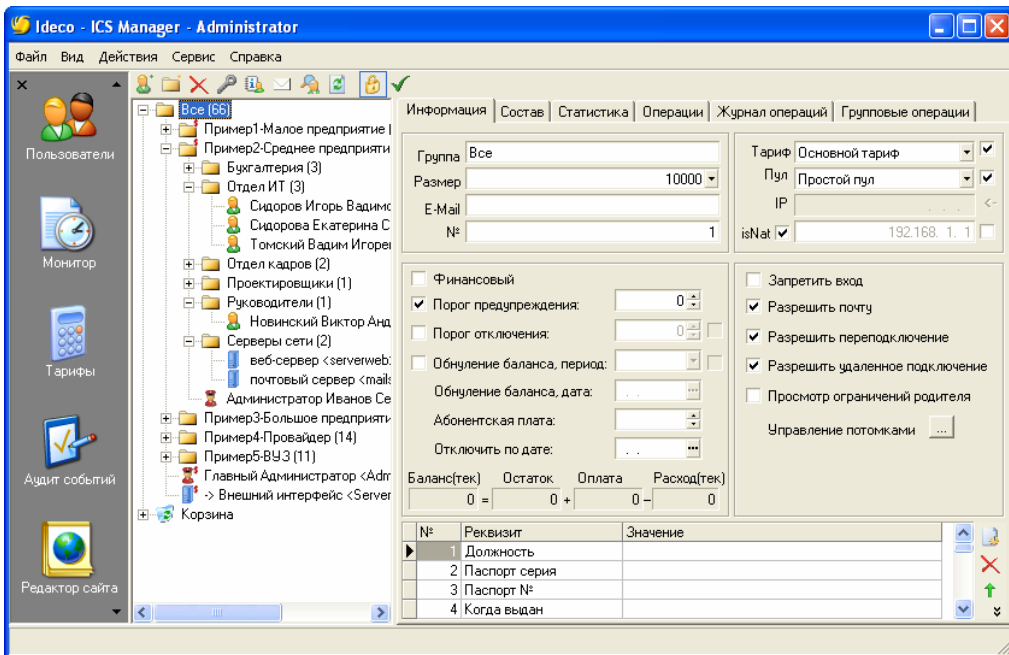 Ideco - ICS Manager - Administrator
Файл Вид Действия Сервис Справка
Пользователи
Монитор
Тарифы
Аудит событий
Редактор сайта
Все (66)
Пример1-Малое предприятие (
Пример2-Среднее предприяти
Бухгалтерия (3)
Отдел ИТ (3)
Сидоров Игорь Вадимо
Сидорова Екатерина С
Томский Вадим Игорев
Отдел кадров (2)
Проектировщики (1)
Руководители (1)
Новинский Виктор Анд
Серверы сети (2)
веб-сервер <serverweb:
почтовый сервер <mails
Администратор Иванов Се
Пример3-Большое предприяти
Пример4-Провайдер (14)
Пример5-ВУЗ (11)
Главный Администратор <Adm
-> Внешний интерфейс <Server
Корзина
Информация Состав Статистика Операции Журнал операций Групповые операции
Группа Все
Размер 10000
E-Mail
№ 1
Тариф Основной тариф
Пул Простой пул
IP . . . <-
isNat 192.168. 1. 1
Финансовый
Порог предупреждения: 0
Порог отключения: 0
Обнуление баланса, период:
Обнуление баланса, дата: . . ...
Абонентская плата:
Отключить по дате: . . ...
Баланс(тек) Остаток Оплата Расход(тек)
0 = 0 + 0 – 0
Запретить вход
Разрешить почту
Разрешить переподключение
Разрешить удаленное подключение
Просмотр ограничений родителя
Управление потомками ...
№ Реквизит Значение
1 Должность
2 Паспорт серия
3 Паспорт №
4 Когда выдан